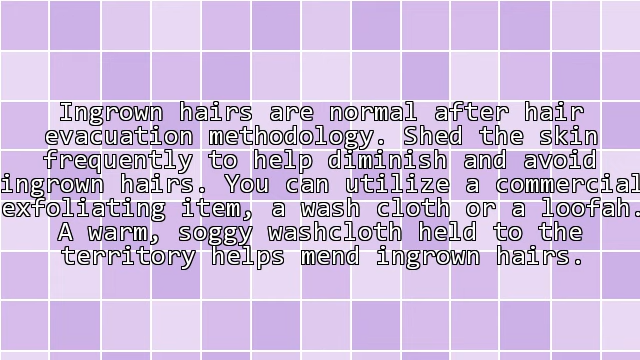 Ingrown hairs are normal after hair
evacuation methodology. Shed the skin
frequently to help diminish and avoid
ingrown hairs. You can utilize a commercial
exfoliating item, a wash cloth or a loofah.
A warm, soggy washcloth held to the
territory helps mend ingrown hairs.